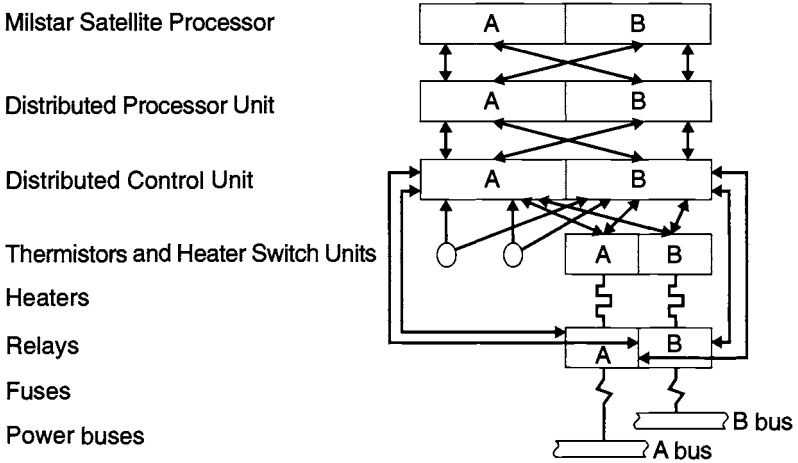 Milstar Satellite Processor
A B
Distributed Processor Unit
A B
Distributed Control Unit
A B
Thermistors and Heater Switch Units
A B
Heaters
Relays
A B
Fuses
Power buses
B bus
A bus